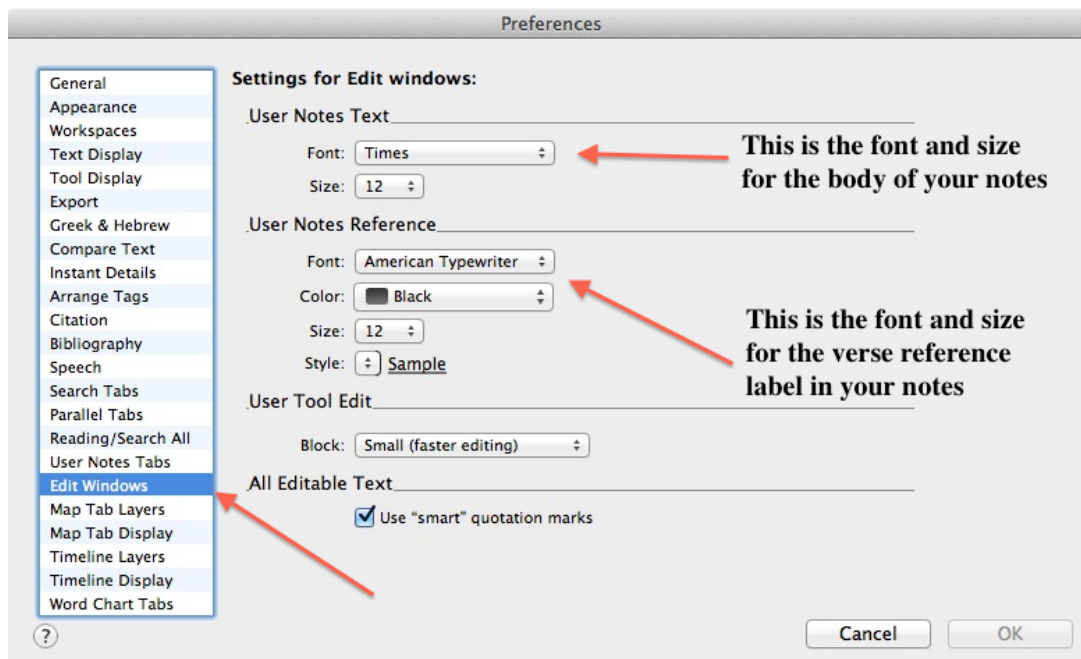 Preferences
General
Appearance
Workspaces
Text Display
Tool Display
Export
Greek & Hebrew
Compare Text
Instant Details
Arrange Tags
Citation
Bibliography
Speech
Search Tabs
Parallel Tabs
Reading/Search All
User Notes Tabs
Edit Windows
Map Tab Layers
Map Tab Display
Timeline Layers
Timeline Display
Word Chart Tabs
?
Settings for Edit windows:
User Notes Text
Font: Times
Size: 12
This is the font and size
for the body of your notes
User Notes Reference
Font: American Typewriter
Color: Black
Size: 12
Style: Sample
This is the font and size
for the verse reference
label in your notes
User Tool Edit
Block: Small (faster editing)
All Editable Text
Use “smart” quotation marks
Cancel OK